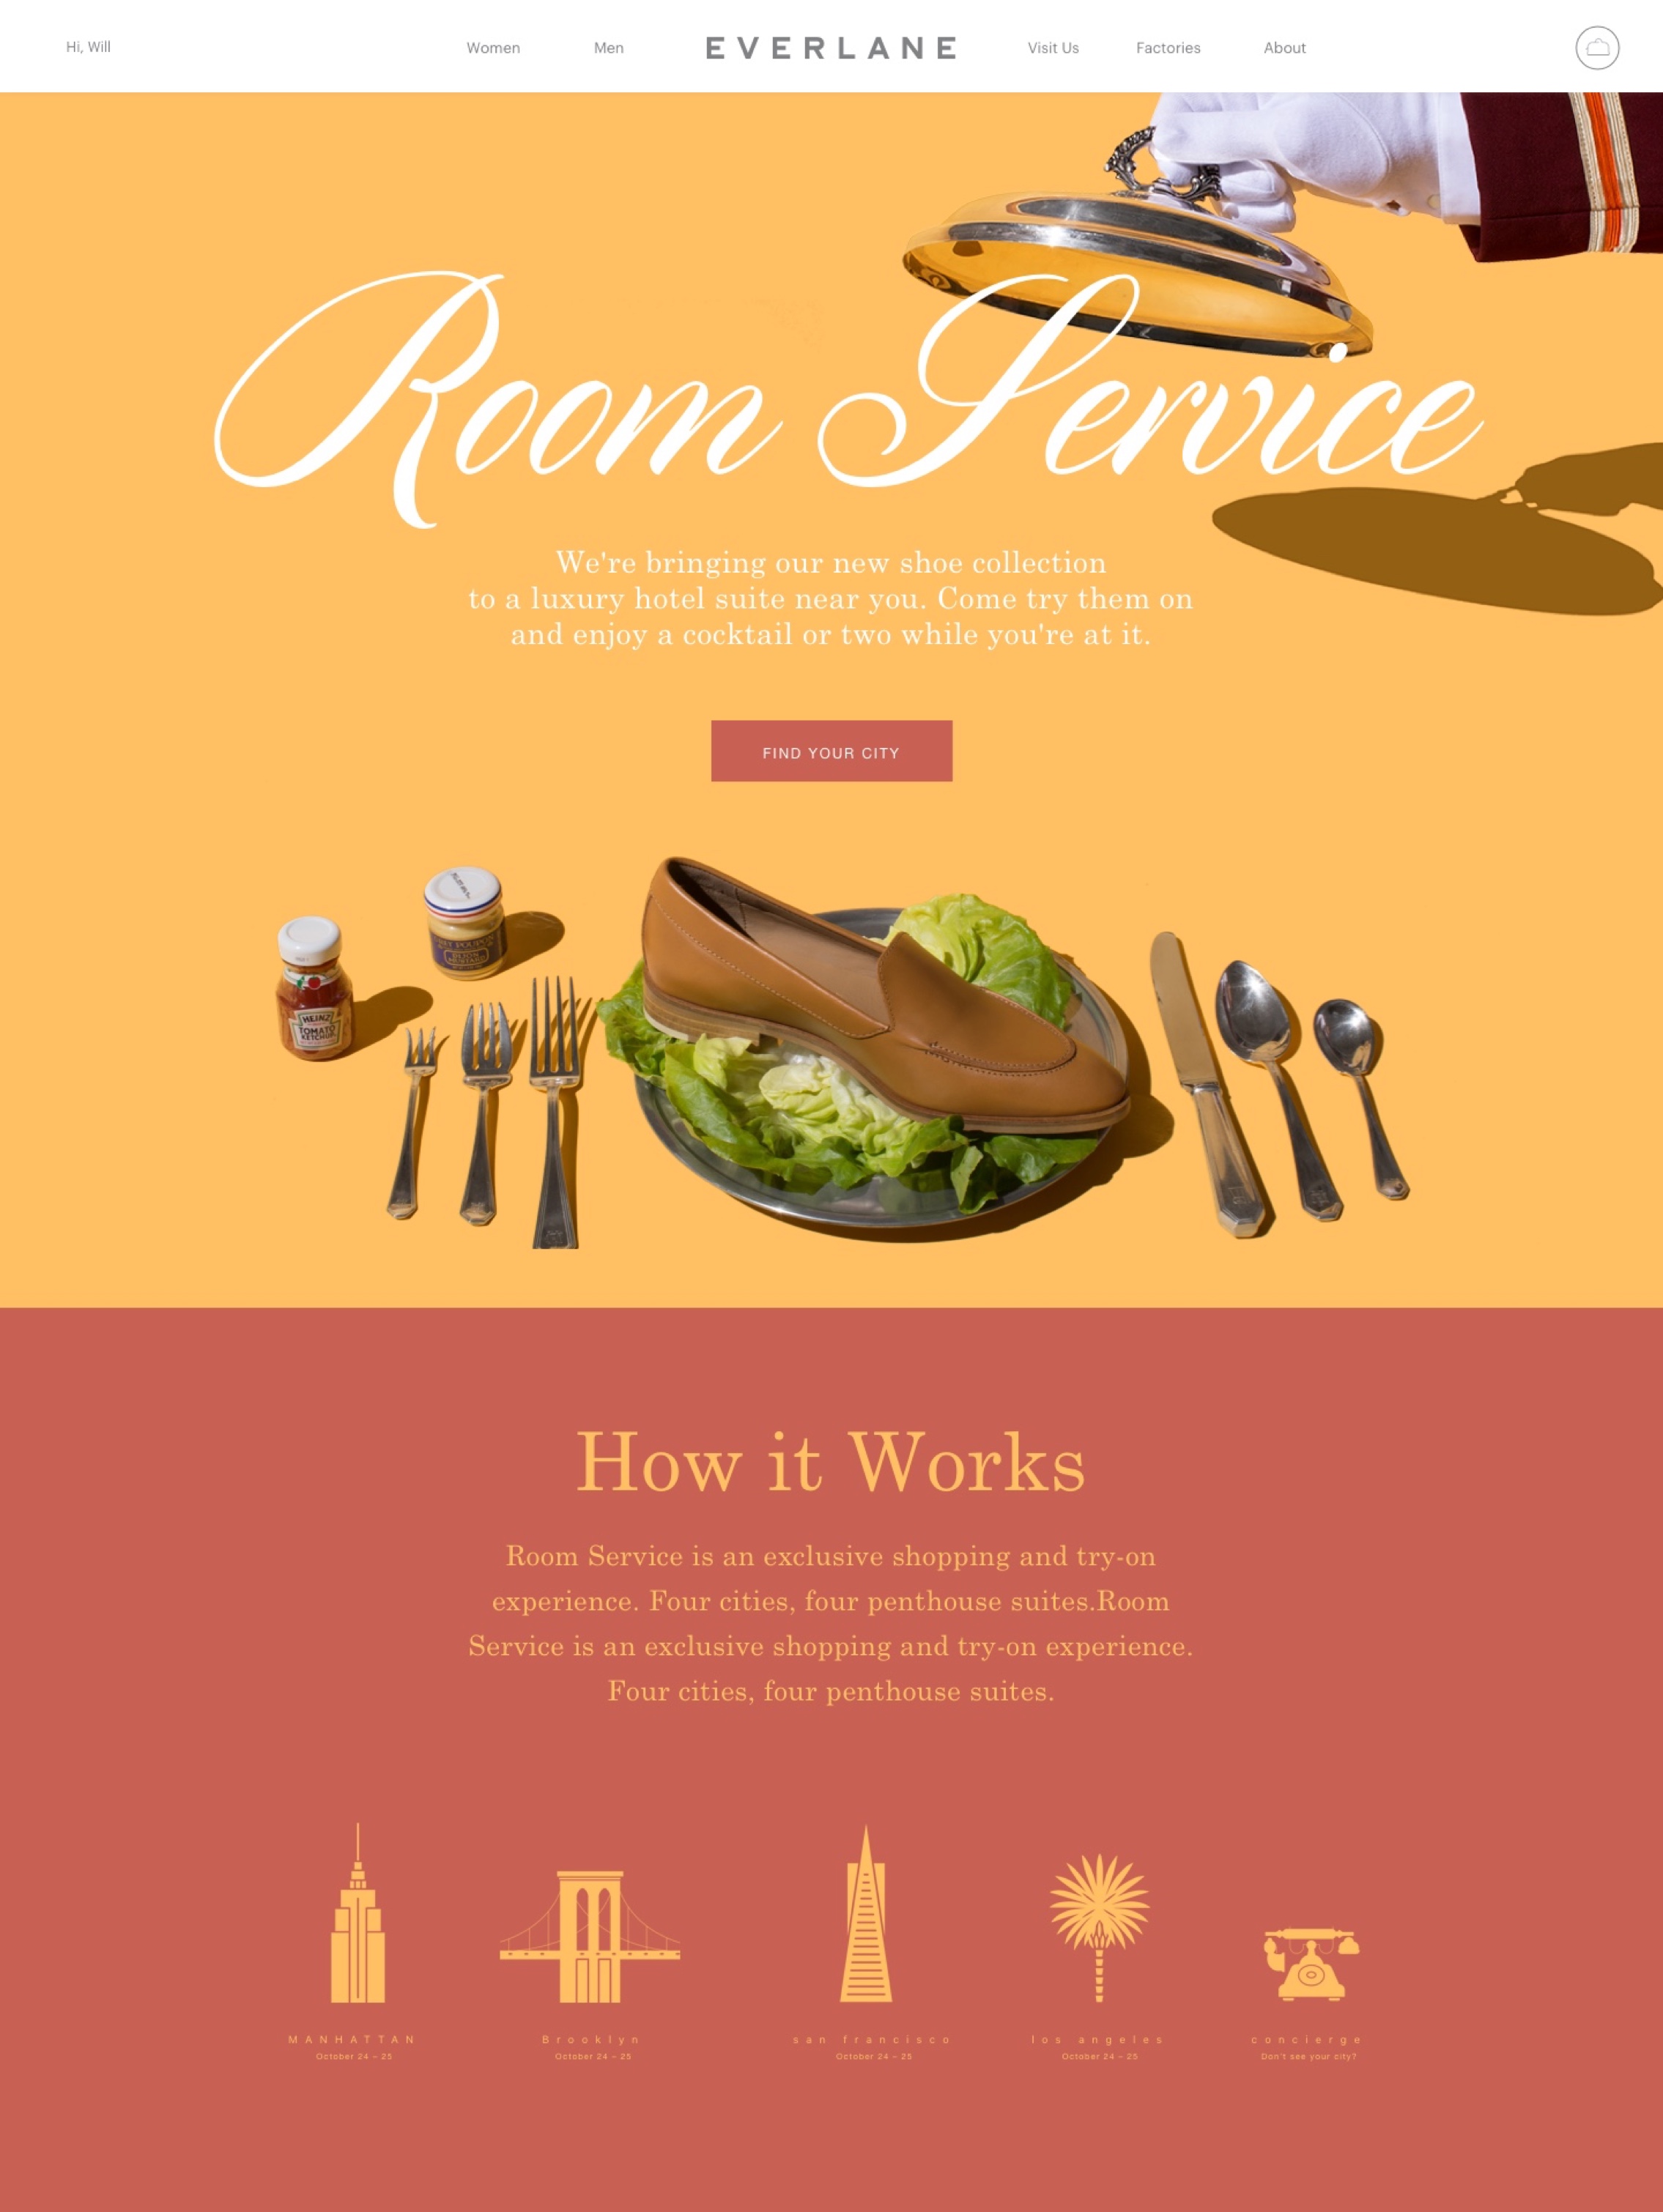 Hi, Will
Women
Men
EVERLANE
Visit Us
Factories
About
Room Service
We're bringing our new shoe collection
to a luxury hotel suite near you. Come try them on
and enjoy a cocktail or two while you're at it.
FIND YOUR CITY
HEINZ
TOMATO
KETCHUP
How it Works
Room Service is an exclusive shopping and try-on
experience. Four cities, four penthouse suites.Room
Service is an exclusive shopping and try-on experience.
Four cities, four penthouse suites.
MANHATTAN
October 24 – 25
Brooklyn
October 24 – 25
san francisco
October 24 – 25
los angeles
October 24 – 25
concierge
Don't see your city?